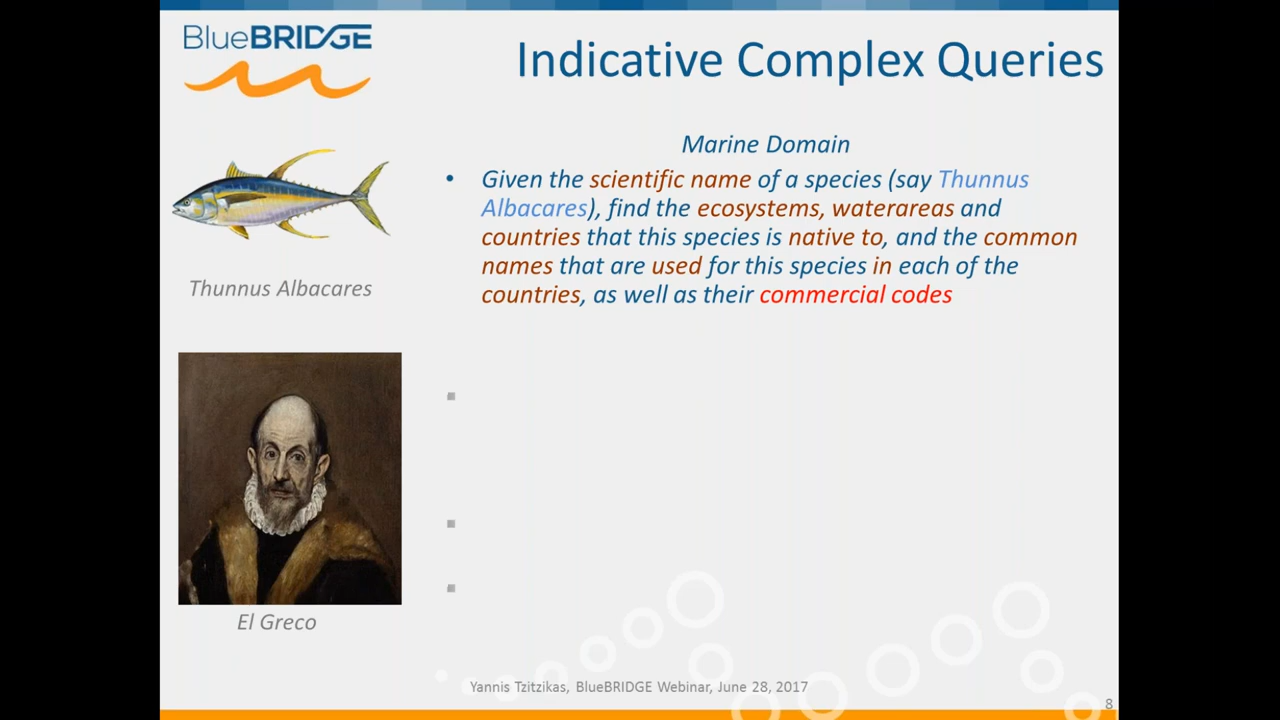 BlueBRIDGE
Indicative Complex Queries
Marine Domain
• Given the scientific name of a species (say Thunnus
Albacares), find the ecosystems, waterareas and
countries that this species is native to, and the common
names that are used for this species in each of the
countries, as well as their commercial codes
Thunnus Albacares
El Greco
Yannis Tzitzikas, BlueBRIDGE Webinar, June 28, 2017
8